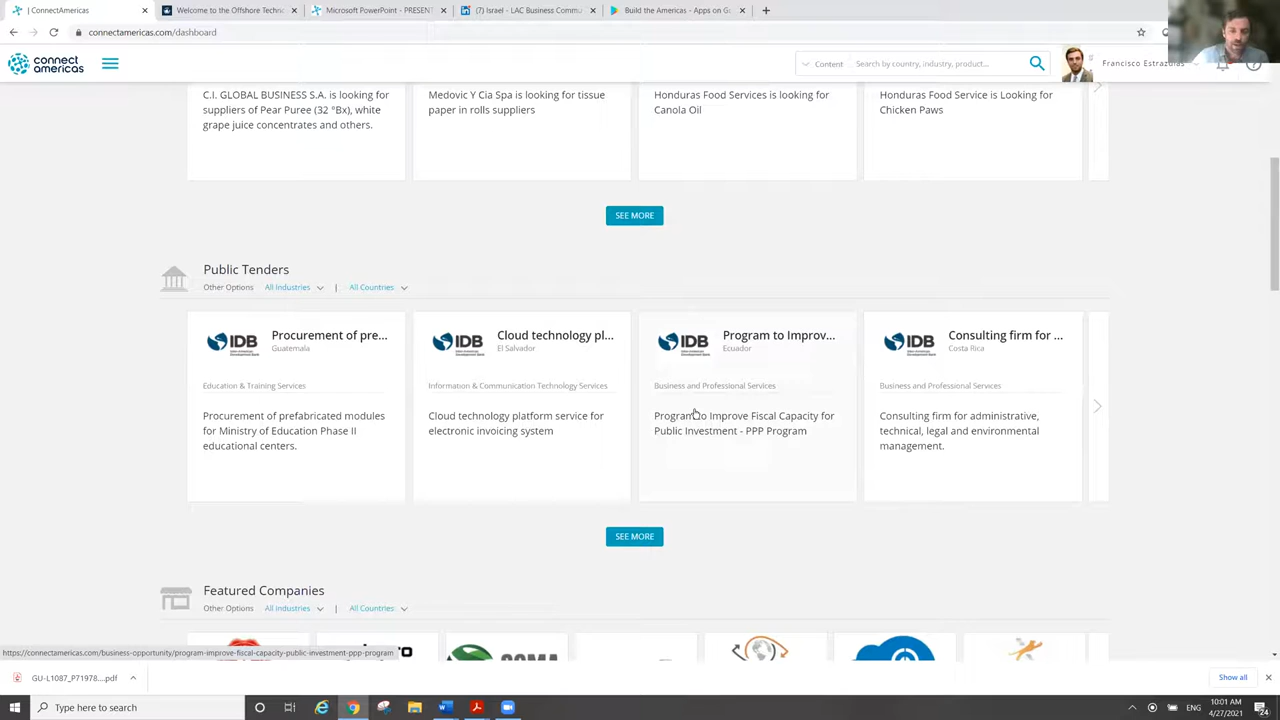 ConnectAmericas
Welcome to the Offshore Techno
Microsoft PowerPoint - PRESENT
(7) Israel - LAC Business Commu
Build the Americas - Apps on Go
connectamericas.com/dashboard
connect
americas
Content
Search by country, industry, product...
Francisco Estrazulas
C.I. GLOBAL BUSINESS S.A. is looking for
suppliers of Pear Puree (32 °Bx), white
grape juice concentrates and others.
Medovic Y Cia Spa is looking for tissue
paper in rolls suppliers
Honduras Food Services is looking for
Canola Oil
Honduras Food Service is Looking for
Chicken Paws
SEE MORE
Public Tenders
Other Options All Industries | All Countries
IDB
Procurement of pre...
Guatemala
Education & Training Services
Procurement of prefabricated modules
for Ministry of Education Phase II
educational centers.
IDB
Cloud technology pl...
El Salvador
Information & Communication Technology Services
Cloud technology platform service for
electronic invoicing system
IDB
Program to Improv...
Ecuador
Business and Professional Services
Program to Improve Fiscal Capacity for
Public Investment - PPP Program
IDB
Consulting firm for ...
Costa Rica
Business and Professional Services
Consulting firm for administrative,
technical, legal and environmental
management.
SEE MORE
Featured Companies
Other Options All Industries | All Countries
https://connectamericas.com/business-opportunity/program-improve-fiscal-capacity-public-investment-ppp-program
GU-L1087_P71978....pdf
Show all
Type here to search
ENG
10:01 AM
4/27/2021
24